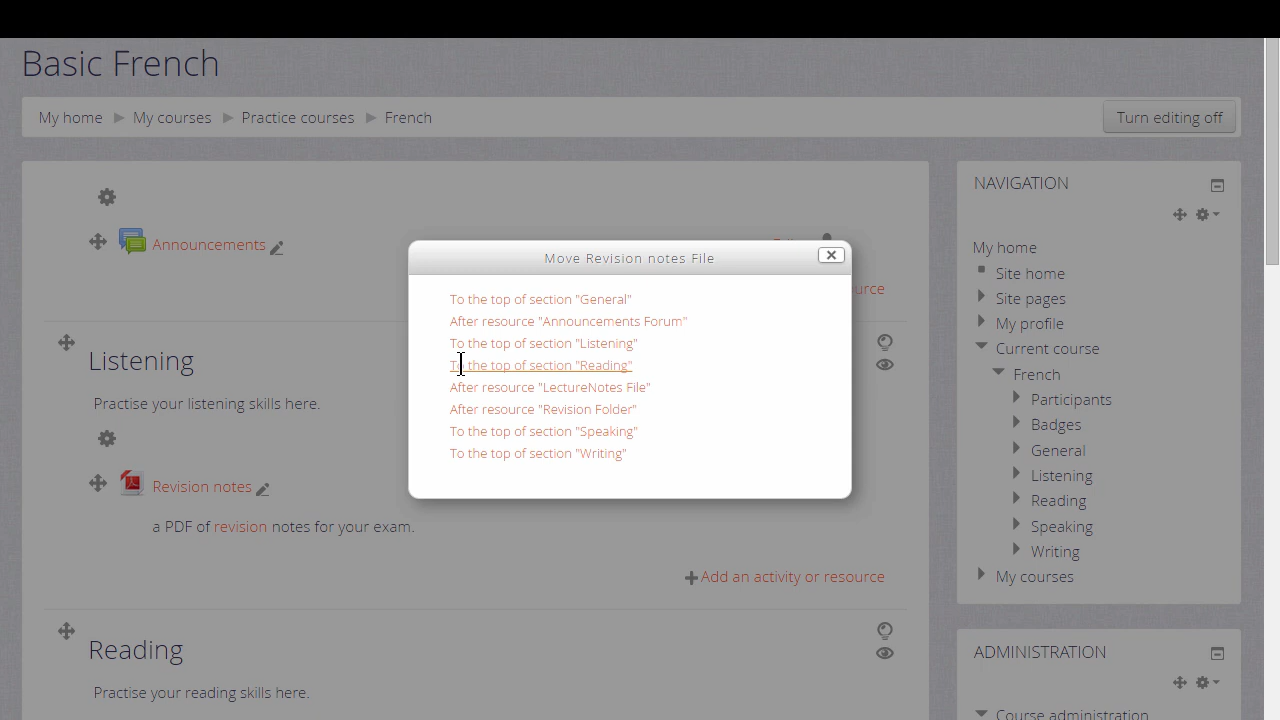 Basic French
My home My courses Practice courses French
Turn editing off
Announcements
Listening
Practise your listening skills here.
Revision notes
a PDF of revision notes for your exam.
Add an activity or resource
Reading
Practise your reading skills here.
Move Revision notes File
To the top of section "General"
After resource "Announcements Forum"
To the top of section "Listening"
To the top of section "Reading"
After resource "LectureNotes File"
After resource "Revision Folder"
To the top of section "Speaking"
To the top of section "Writing"
NAVIGATION
My home
Site home
Site pages
My profile
Current course
French
Participants
Badges
General
Listening
Reading
Speaking
Writing
My courses
ADMINISTRATION
Course administration